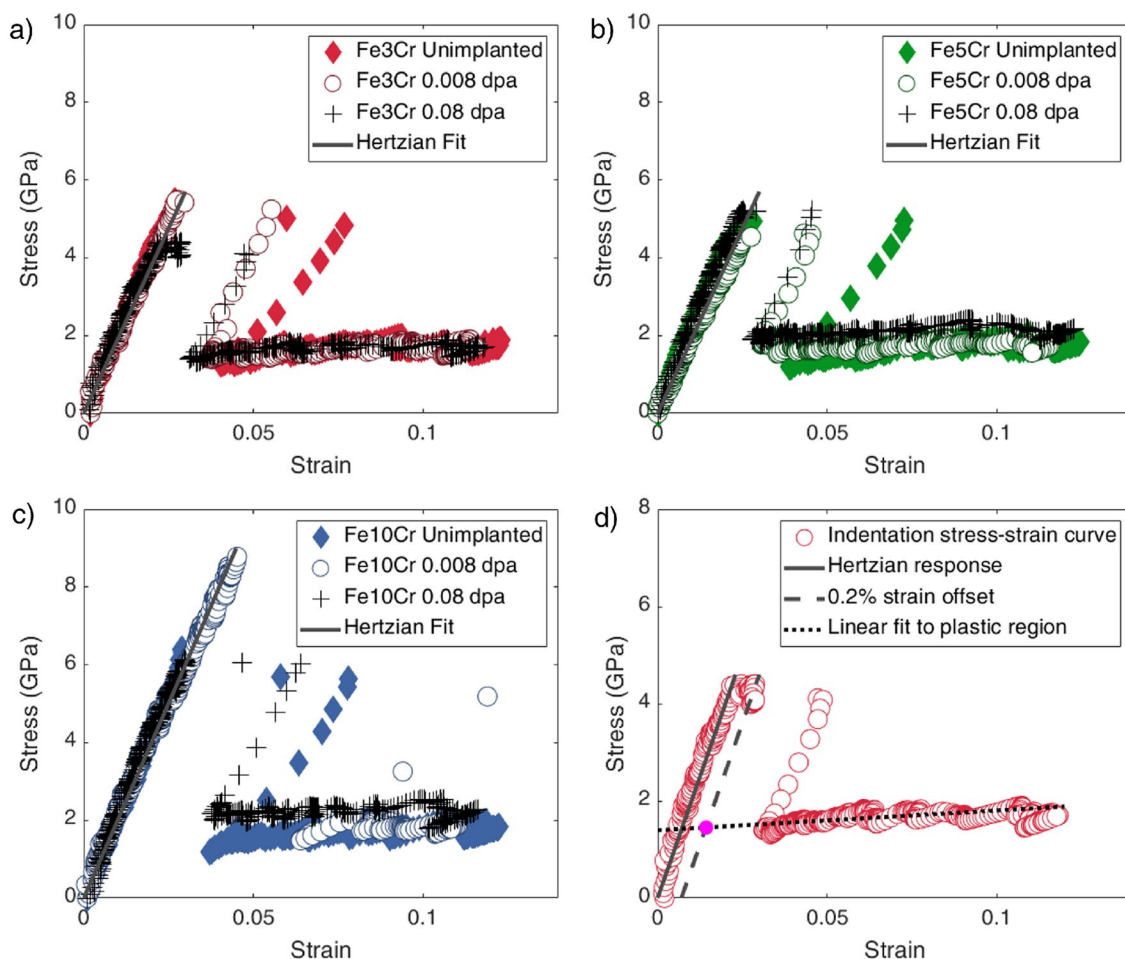 a)
10
8
6
4
2
0
Stress (GPa)
0
0.05
0.1
Strain
Fe3Cr Unimplanted
Fe3Cr 0.008 dpa
Fe3Cr 0.08 dpa
Hertzian Fit
b)
10
8
6
4
2
0
Stress (GPa)
0
0.05
0.1
Strain
Fe5Cr Unimplanted
Fe5Cr 0.008 dpa
Fe5Cr 0.08 dpa
Hertzian Fit
c)
10
8
6
4
2
0
Stress (GPa)
0
0.05
0.1
Strain
Fe10Cr Unimplanted
Fe10Cr 0.008 dpa
Fe10Cr 0.08 dpa
Hertzian Fit
d)
8
6
4
2
0
Stress (GPa)
0
0.05
0.1
Strain
Indentation stress-strain curve
Hertzian response
0.2% strain offset
Linear fit to plastic region